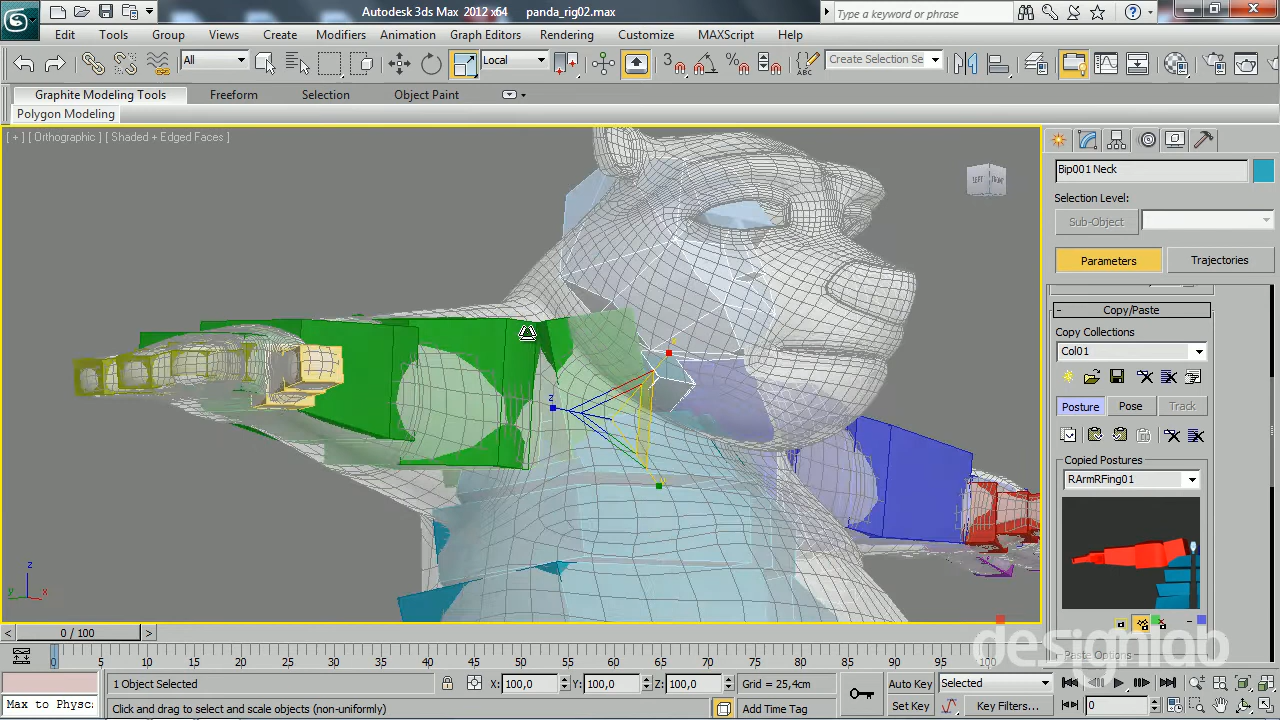 Autodesk 3ds Max 2012 x64    panda_rig02.max
Type a keyword or phrase
Edit Tools Group Views Create Modifiers Animation Graph Editors Rendering Customize MAXScript Help
All
Local
Create Selection Se
Graphite Modeling Tools Freeform Selection Object Paint
Polygon Modeling
[ + ] [ Orthographic ] [ Shaded + Edged Faces ]
LEFT
Bip001 Neck
Selection Level:
Sub-Object
Parameters Trajectories
- Copy/Paste
Copy Collections
Col01
Posture Pose Track
Copied Postures
RArmRFing01
Paste Options
designlab
z
z
y x
< 0 / 100 >
0 5 10 15 20 25 30 35 40 45 50 55 60 65 70 75 80 85 90 95 100
1 Object Selected X: 100,0 Y: 100,0 Z: 100,0 Grid = 25,4cm Auto Key Selected
Max to Physc Click and drag to select and scale objects (non-uniformly) Add Time Tag Set Key Key Filters... 0